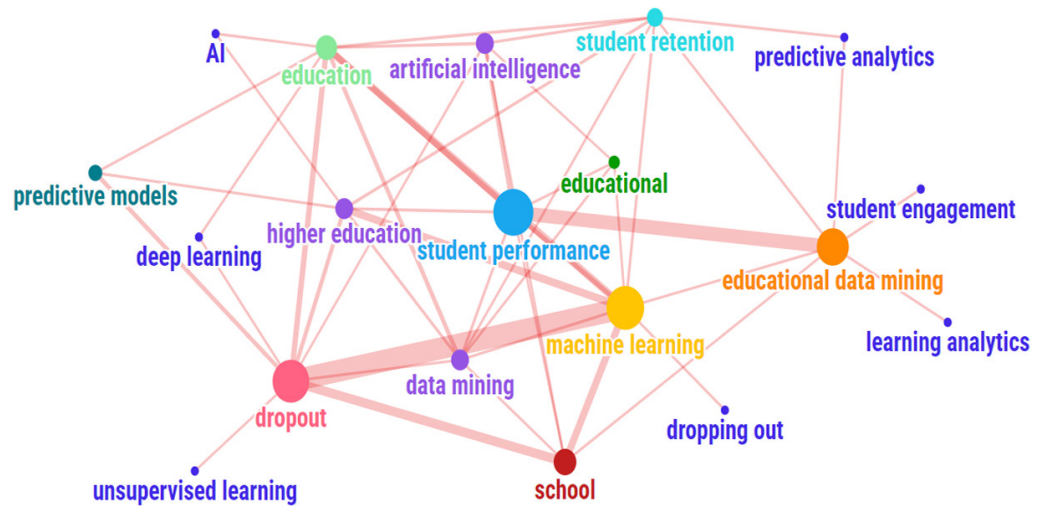 AI
education
artificial intelligence
student retention
predictive analytics
predictive models
educational
higher education
student engagement
deep learning
student performance
educational data mining
machine learning
learning analytics
data mining
dropout
dropping out
unsupervised learning
school